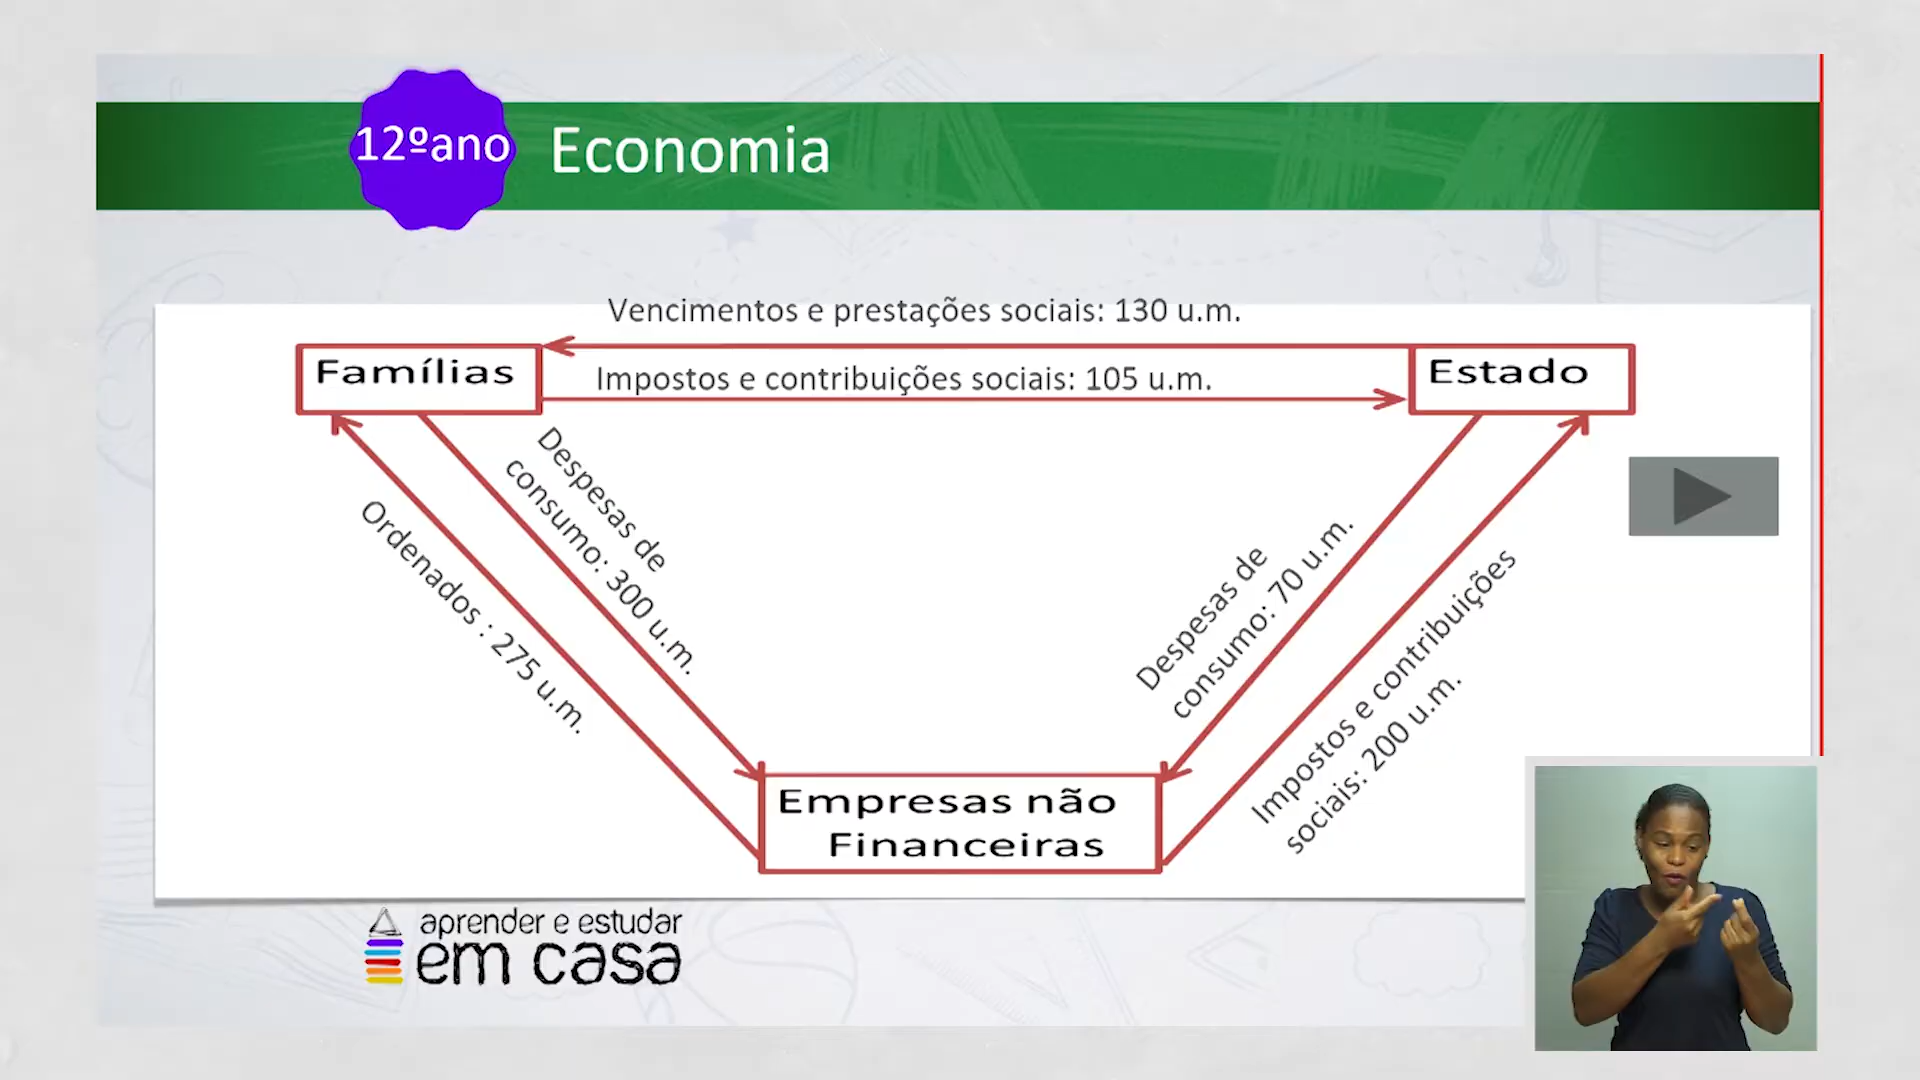 12ºano
Economia
Vencimentos e prestações sociais: 130 u.m.
Famílias
Estado
Impostos e contribuições sociais: 105 u.m.
Despesas de
consumo: 300 u.m.
Ordenados : 275 u.m.
Despesas de
consumo: 70 u.m.
Impostos e contribuições
sociais: 200 u.m.
Empresas não
Financeiras
aprender e estudar
em casa